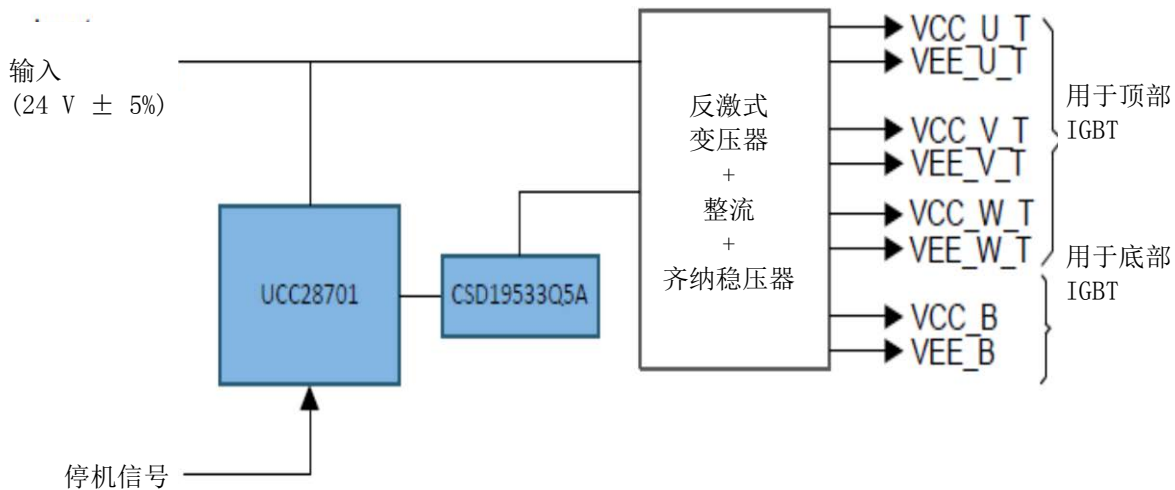 输入
(24 V ± 5%)
UCC28701
CSD19533Q5A
停机信号
反激式
变压器
+
整流
+
齐纳稳压器
VCC_U_T
VEE_U_T
VCC_V_T
VEE_V_T
VCC_W_T
VEE_W_T
VCC_B
VEE_B
用于顶部
IGBT
用于底部
IGBT